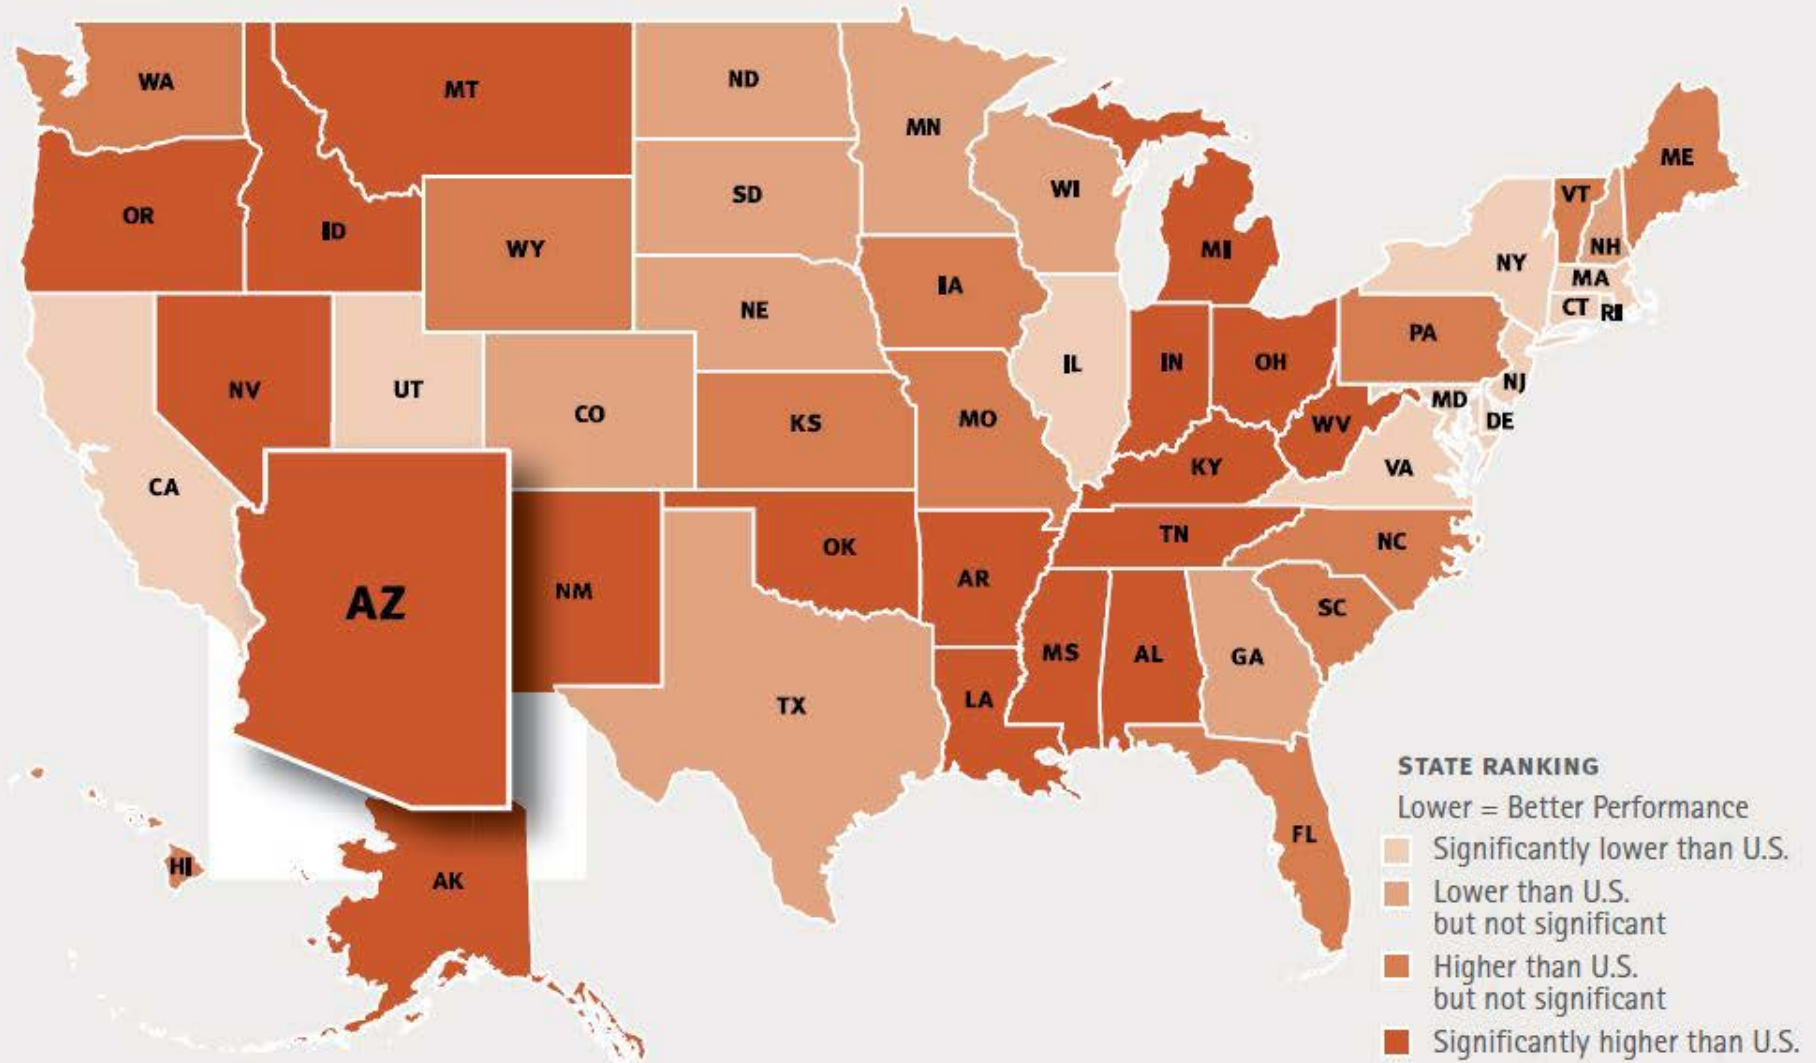 WA
MT
ND
MN
ME
OR
ID
WY
SD
WI
MI
VT
NH
NY
MA
CT
RI
IA
NE
PA
NV
UT
CO
KS
MO
IL
IN
OH
NJ
MD
DE
WV
VA
KY
CA
AZ
NM
OK
AR
TN
NC
SC
MS
AL
GA
LA
TX
FL
HI
AK
STATE RANKING
Lower = Better Performance
Significantly lower than U.S.
Lower than U.S.
but not significant
Higher than U.S.
but not significant
Significantly higher than U.S.